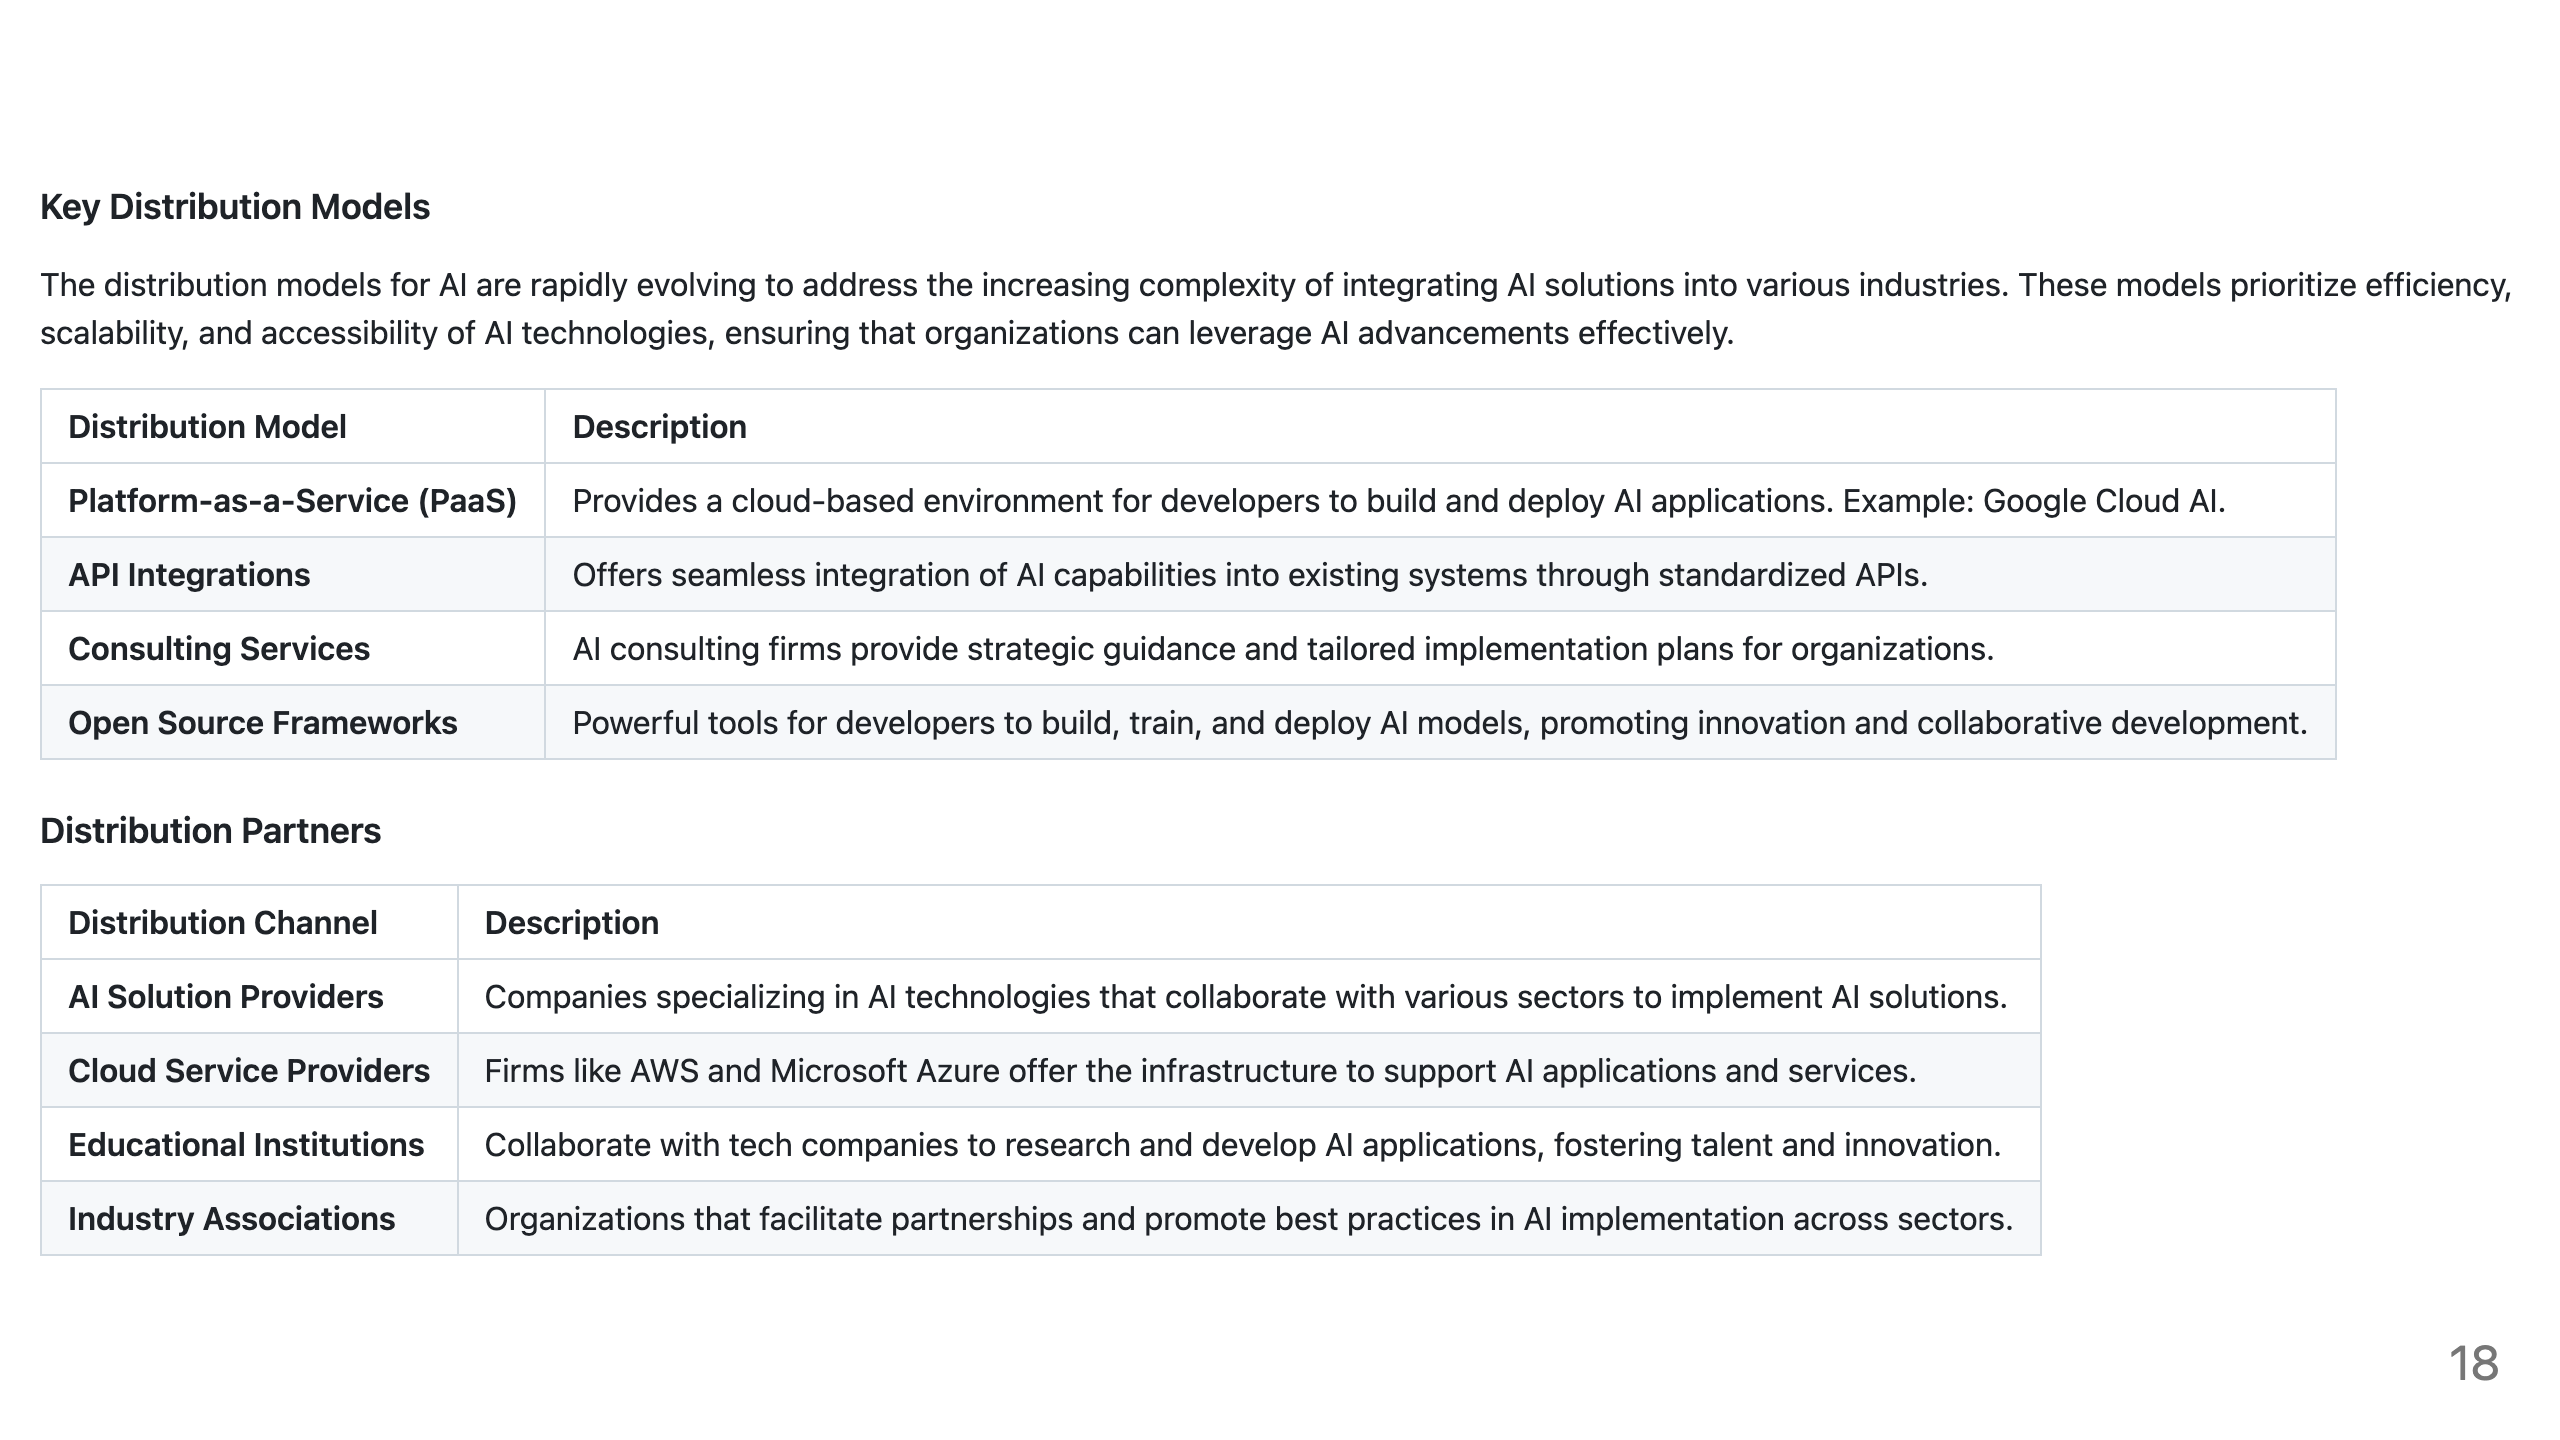 Key Distribution Models
The distribution models for AI are rapidly evolving to address the increasing complexity of integrating AI solutions into various industries. These models prioritize efficiency,
scalability, and accessibility of AI technologies, ensuring that organizations can leverage AI advancements effectively.
Distribution Model Description
Platform-as-a-Service (PaaS) Provides a cloud-based environment for developers to build and deploy AI applications. Example: Google Cloud AI.
API Integrations Offers seamless integration of AI capabilities into existing systems through standardized APIs.
Consulting Services AI consulting firms provide strategic guidance and tailored implementation plans for organizations.
Open Source Frameworks Powerful tools for developers to build, train, and deploy AI models, promoting innovation and collaborative development.
Distribution Partners
Distribution Channel Description
AI Solution Providers Companies specializing in AI technologies that collaborate with various sectors to implement AI solutions.
Cloud Service Providers Firms like AWS and Microsoft Azure offer the infrastructure to support AI applications and services.
Educational Institutions Collaborate with tech companies to research and develop AI applications, fostering talent and innovation.
Industry Associations Organizations that facilitate partnerships and promote best practices in AI implementation across sectors.
18